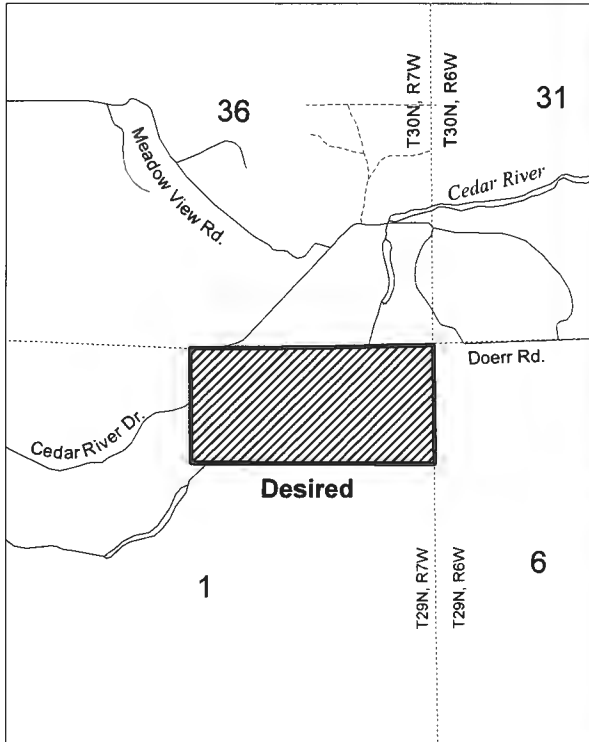 36
T30N, R7W
T30N, R6W
31
Meadow View Rd.
Cedar River
Doerr Rd.
Cedar River Dr.
Desired
1
T29N, R7W
T29N, R6W
6